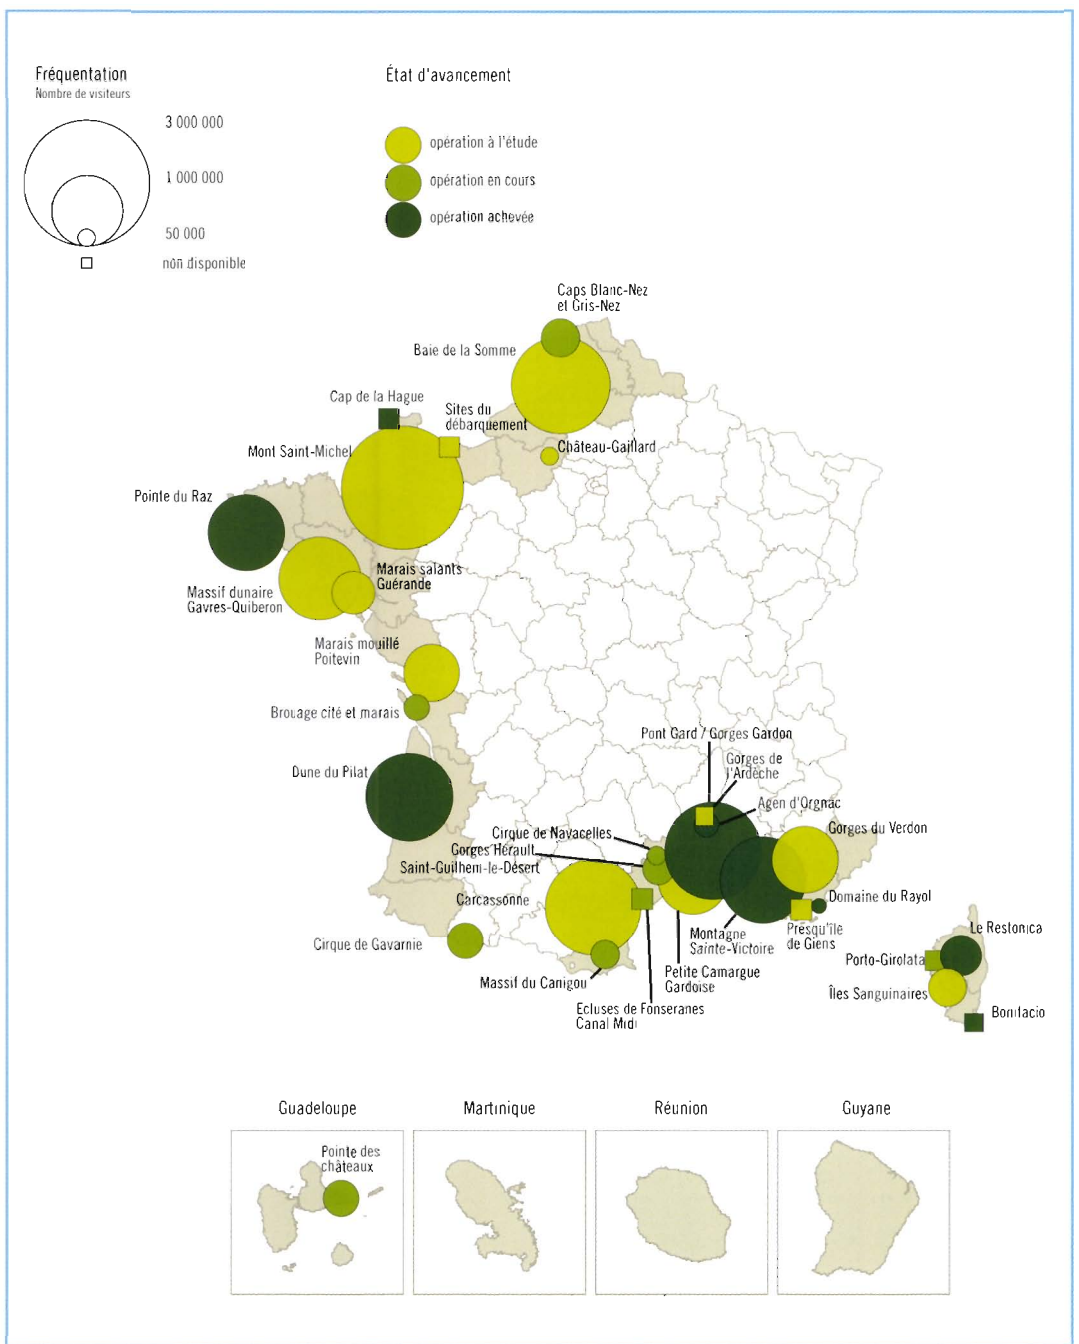 Fréquentation
Nombre de visiteurs
3 000 000
1 000 000
50 000
non disponible
État d'avancement
opération à l'étude
opération en cours
opération achevée
Caps Blanc-Nez
et Gris-Nez
Baie de la Somme
Cap de la Hague
Sites du
débarquement
Mont Saint-Michel
Château-Gaillard
Pointe du Raz
Marais salants
Guérande
Massif dunaire
Gavres-Quiberon
Marais mouillé
Poitevin
Brouage cité et marais
Pont Gard / Gorges Gardon
Gorges de
l'Ardèche
Dune du Pilat
Agen d'Orgnac
Cirque de Navacelles
Gorges du Verdon
Gorges Hérault
Saint-Guilhem-le-Désert
Carcassonne
Domaine du Rayol
Presqu'île
de Giens
Montagne
Sainte-Victoire
Cirque de Gavarnie
Le Restonica
Porto-Girolata
Petite Camargue
Gardoise
Massif du Canigou
Îles Sanguinaires
Ecluses de Fonseranes
Canal Midi
Bonifacio
Guadeloupe
Martinique
Réunion
Guyane
Pointe des
châteaux